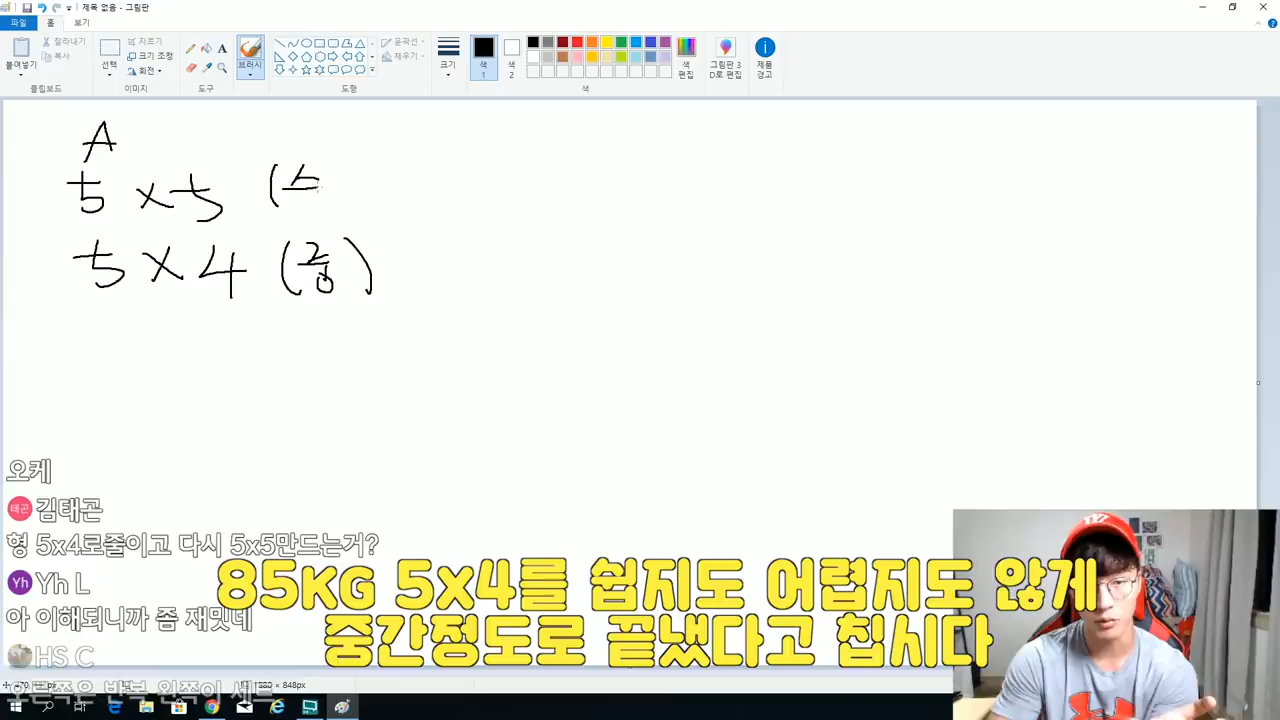 제목 없음 - 그림판
파일 홈 보기
붙여넣기
잘라내기
복사
클립보드
선택
자르기
크기 조정
회전
이미지
A
도구
브러시
윤곽선
채우기
도형
크기
색 1
색 2
색 편집
색
그림판 3D로 편집
제품 경고
A
5 x 5 (스
5 x 4 (중)
오케
태곤 김태곤
형 5x4로줄이고 다시 5x5만드는거?
Yh Yh L
아 이해되니까 좀 재밋데
HS C
오른쪽은 반복 왼쪽이 세트
85KG 5X4를 쉽지도 어렵지도 않게
중간정도로 끝냈다고 칩시다